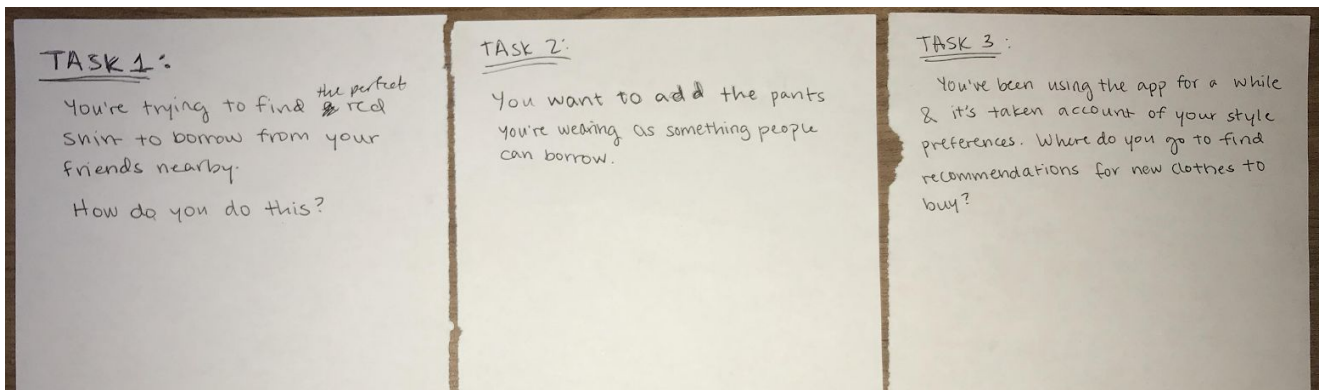 TASK 1:
You're trying to find the perfect red
shirt to borrow from your
friends nearby.
How do you do this?
TASK 2:
You want to add the pants
you're wearing as something people
can borrow.
TASK 3:
You've been using the app for a while
& it's taken account of your style
preferences. Where do you go to find
recommendations for new clothes to
buy?